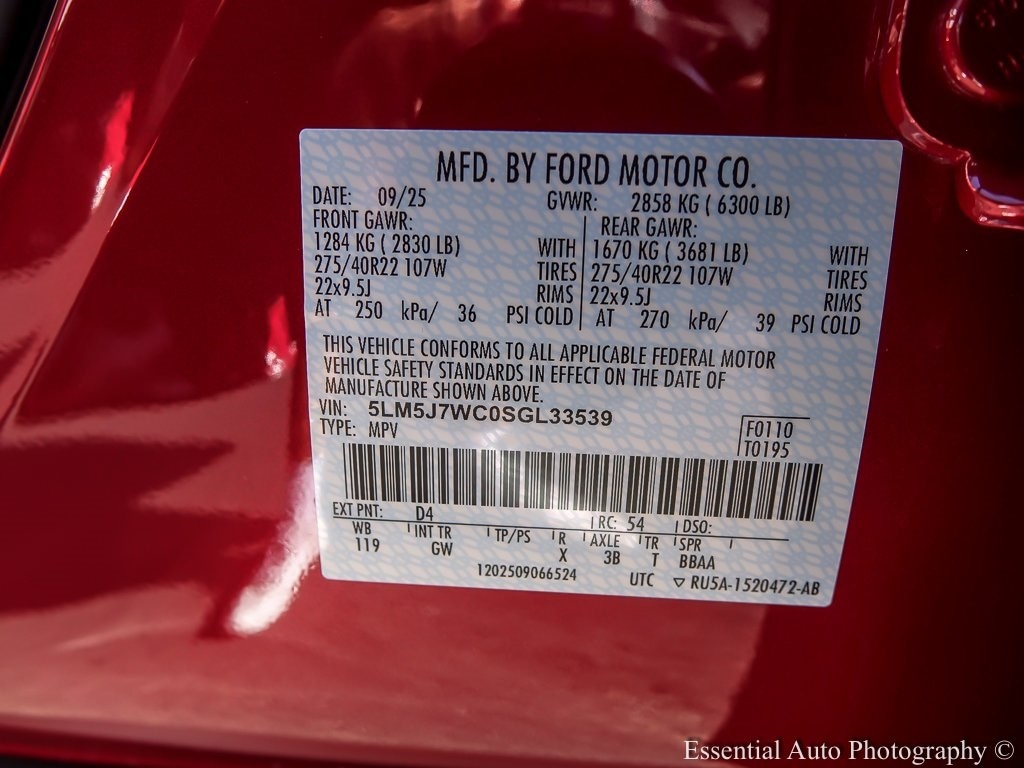 MFD. BY FORD MOTOR CO.
DATE: 09/25 GVWR: 2858 KG ( 6300 LB)
FRONT GAWR: REAR GAWR:
1284 KG ( 2830 LB) WITH 1670 KG ( 3681 LB) WITH
275/40R22 107W TIRES 275/40R22 107W TIRES
22x9.5J RIMS 22x9.5J RIMS
AT 250 kPa/ 36 PSI COLD AT 270 kPa/ 39 PSI COLD
THIS VEHICLE CONFORMS TO ALL APPLICABLE FEDERAL MOTOR
VEHICLE SAFETY STANDARDS IN EFFECT ON THE DATE OF
MANUFACTURE SHOWN ABOVE.
VIN: 5LM5J7WC0SGL33539
TYPE: MPV
F0110
T0195
EXT PNT: D4 RC: 54 DSO:
WB INT TR TP/PS R AXLE TR SPR
119 GW X 3B T BBAA
1202509066524 UTC ▽ RU5A-1520472-AB
Essential Auto Photography ©